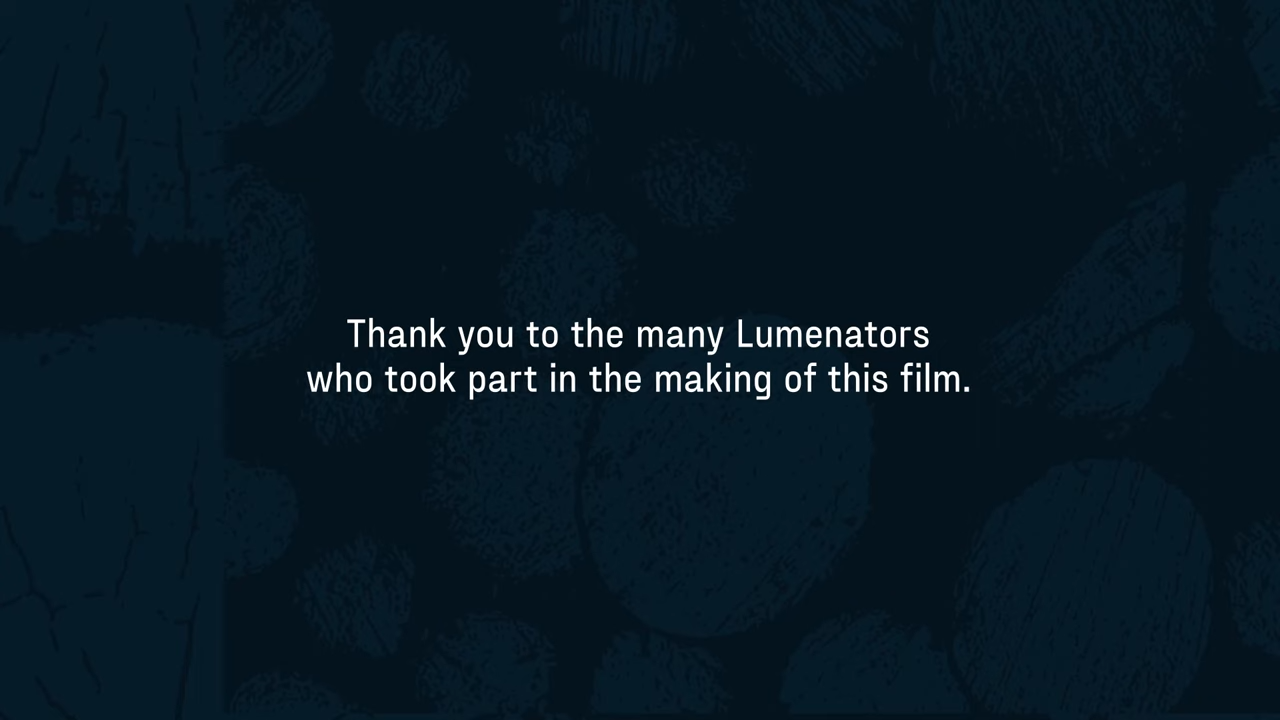 Thank you to the many Lumenators
who took part in the making of this film.